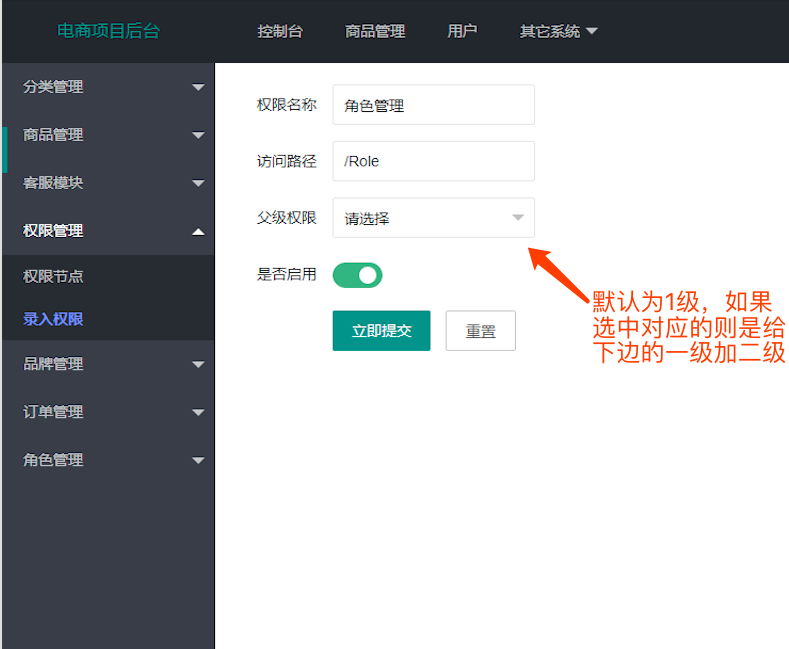 电商项目后台
控制台
商品管理
用户
其它系统
分类管理
商品管理
客服模块
权限管理
权限节点
录入权限
品牌管理
订单管理
角色管理
权限名称
角色管理
访问路径
/Role
父级权限
请选择
是否启用
立即提交
重置
默认为1级，如果
选中对应的则是给
下边的一级加二级